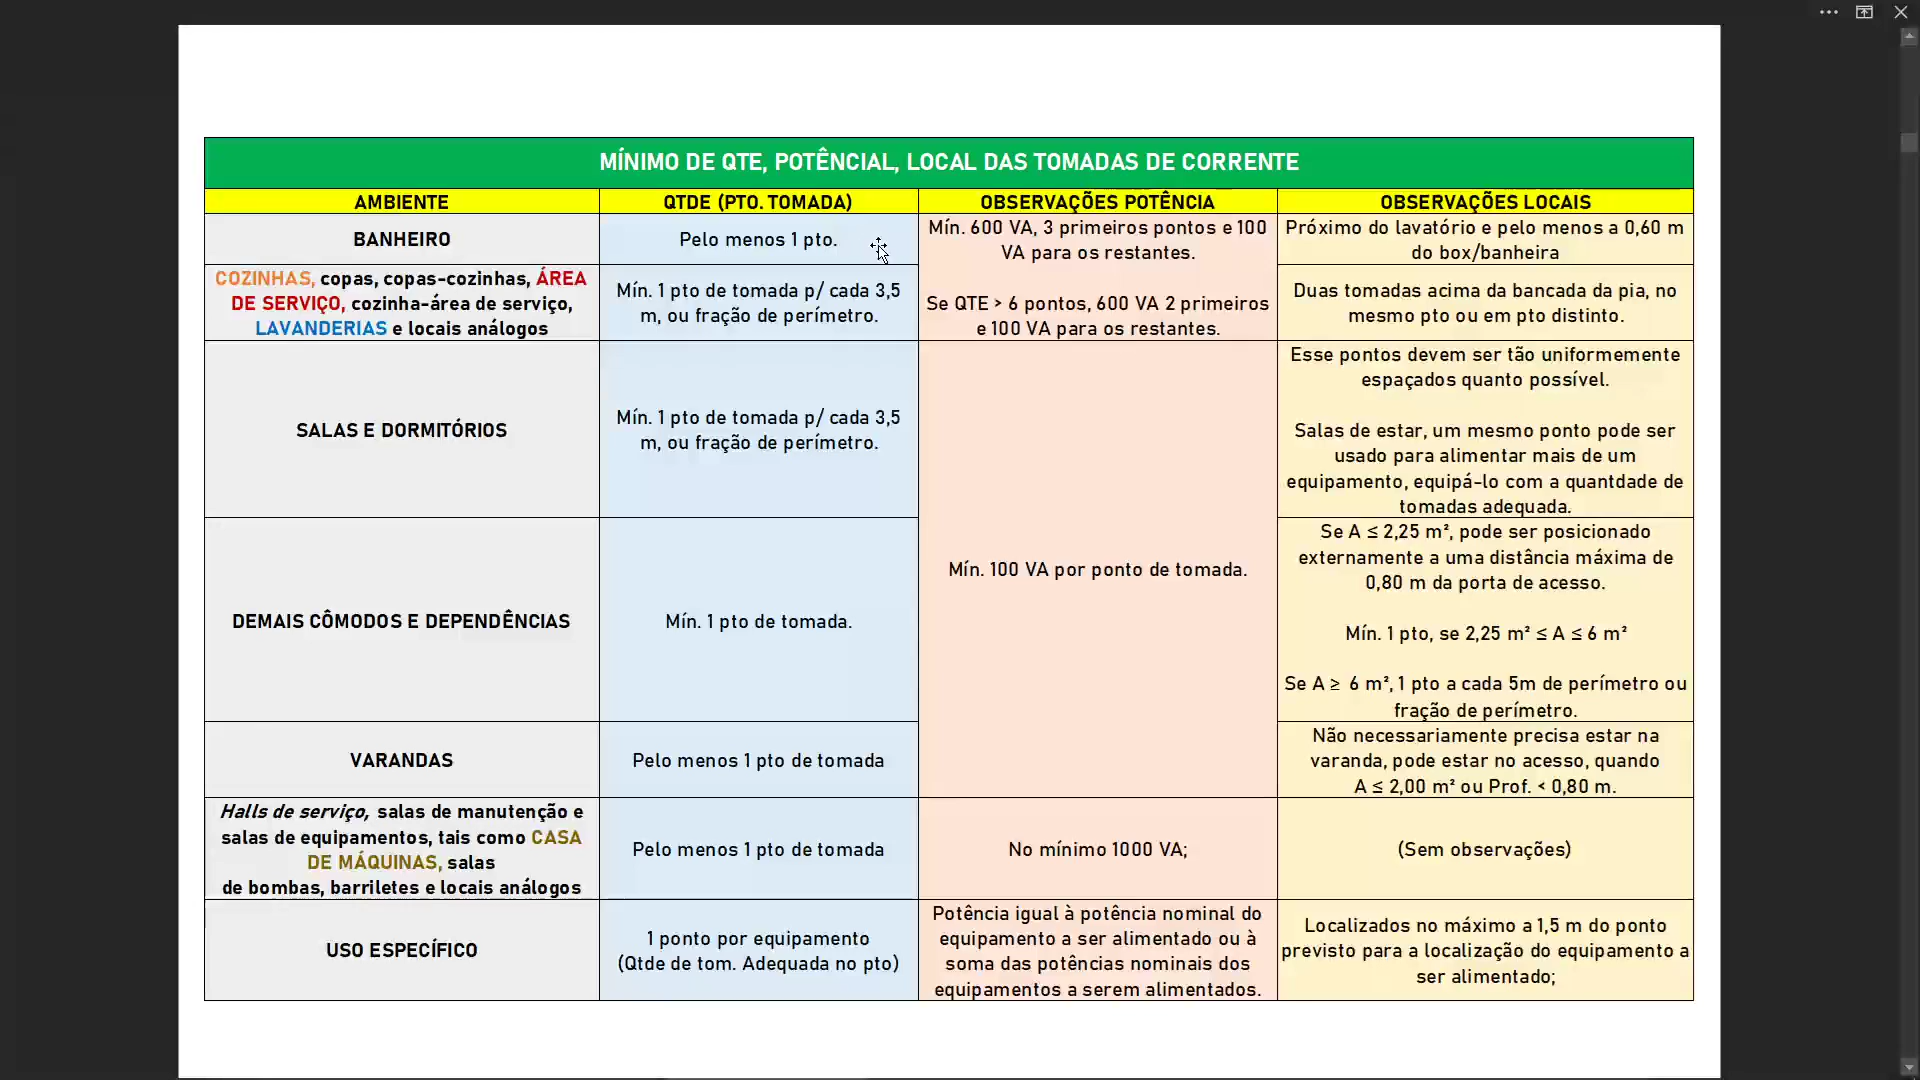 MÍNIMO DE QTE, POTÊNCIAL, LOCAL DAS TOMADAS DE CORRENTE
AMBIENTE
QTDE (PTO. TOMADA)
OBSERVAÇÕES POTÊNCIA
OBSERVAÇÕES LOCAIS
BANHEIRO
Pelo menos 1 pto.
Mín. 600 VA, 3 primeiros pontos e 100
VA para os restantes.
Se QTE > 6 pontos, 600 VA 2 primeiros
e 100 VA para os restantes.
Próximo do lavatório e pelo menos a 0,60 m
do box/banheira
COZINHAS, copas, copas-cozinhas, ÁREA
DE SERVIÇO, cozinha-área de serviço,
LAVANDERIAS e locais análogos
Mín. 1 pto de tomada p/ cada 3,5
m, ou fração de perímetro.
Duas tomadas acima da bancada da pia, no
mesmo pto ou em pto distinto.
SALAS E DORMITÓRIOS
Mín. 1 pto de tomada p/ cada 3,5
m, ou fração de perímetro.
Mín. 100 VA por ponto de tomada.
Esse pontos devem ser tão uniformemente
espaçados quanto possível.
Salas de estar, um mesmo ponto pode ser
usado para alimentar mais de um
equipamento, equipá-lo com a quantdade de
tomadas adequada.
DEMAIS CÔMODOS E DEPENDÊNCIAS
Mín. 1 pto de tomada.
Se A ≤ 2,25 m², pode ser posicionado
externamente a uma distância máxima de
0,80 m da porta de acesso.
Mín. 1 pto, se 2,25 m² ≤ A ≤ 6 m²
Se A ≥ 6 m², 1 pto a cada 5m de perímetro ou
fração de perímetro.
VARANDAS
Pelo menos 1 pto de tomada
Não necessariamente precisa estar na
varanda, pode estar no acesso, quando
A ≤ 2,00 m² ou Prof. < 0,80 m.
Halls de serviço, salas de manutenção e
salas de equipamentos, tais como CASA
DE MÁQUINAS, salas
de bombas, barriletes e locais análogos
Pelo menos 1 pto de tomada
No mínimo 1000 VA;
(Sem observações)
USO ESPECÍFICO
1 ponto por equipamento
(Qtde de tom. Adequada no pto)
Potência igual à potência nominal do
equipamento a ser alimentado ou à
soma das potências nominais dos
equipamentos a serem alimentados.
Localizados no máximo a 1,5 m do ponto
previsto para a localização do equipamento a
ser alimentado;